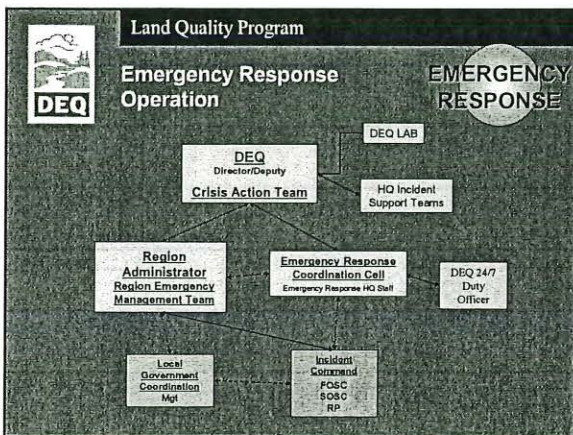 Land Quality Program
DEQ
Emergency Response
Operation
EMERGENCY
RESPONSE
DEQ LAB
DEQ
Director/Deputy
Crisis Action Team
HQ Incident
Support Teams
Region
Administrator
Region Emergency
Management Team
Emergency Response
Coordination Cell
Emergency Response HQ Staff
DEQ 24/7
Duty
Officer
Local
Government
Coordination
Mgt
Incident
Command
FOSC
SOSC
RP